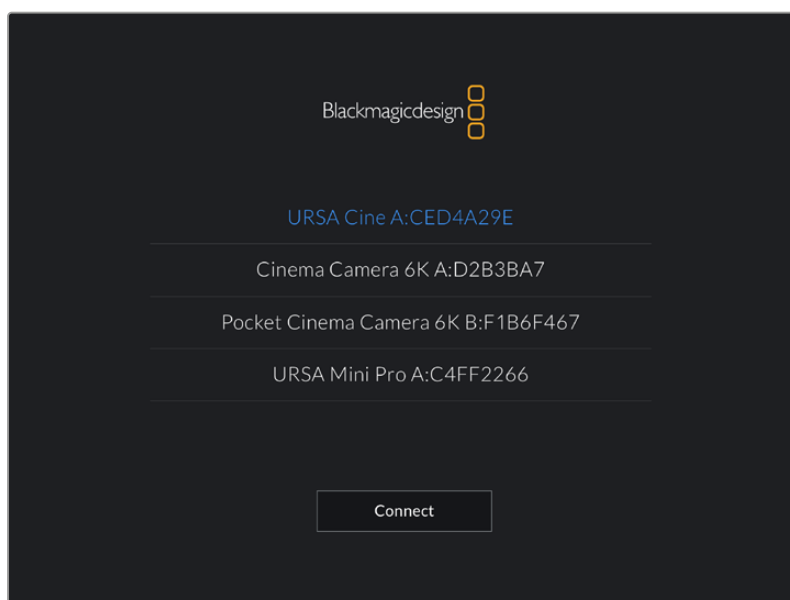 Blackmagicdesign
URSA Cine A:CED4A29E
Cinema Camera 6K A:D2B3BA7
Pocket Cinema Camera 6K B:F1B6F467
URSA Mini Pro A:C4FF2266
Connect